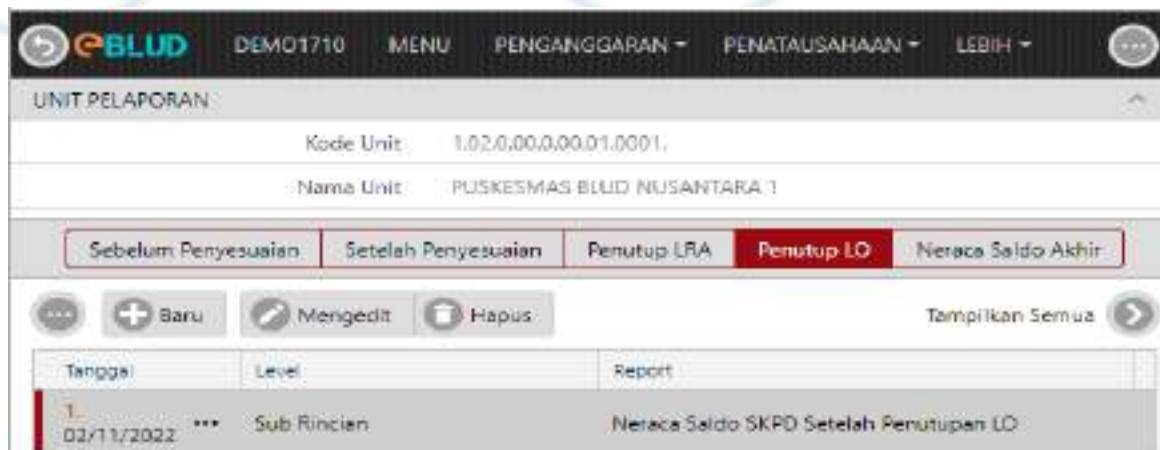 eBLUD DEMO1710 MENU PENGANGGARAN PENATAUSAHAAN LEBIH
UNIT PELAPORAN
Kode Unit 1.02.0.00.0.00.01.0001.
Nama Unit PUSKESMAS BLUD NUSANTARA 1
Sebelum Penyesuaian Setelah Penyesuaian Penutup LRA Penutup LO Neraca Saldo Akhir
Baru Mengedit Hapus Tampilkan Semua
Tanggal Level Report
1.
02/11/2022 ••• Sub Rincian Neraca Saldo SKPD Setelah Penutupan LO